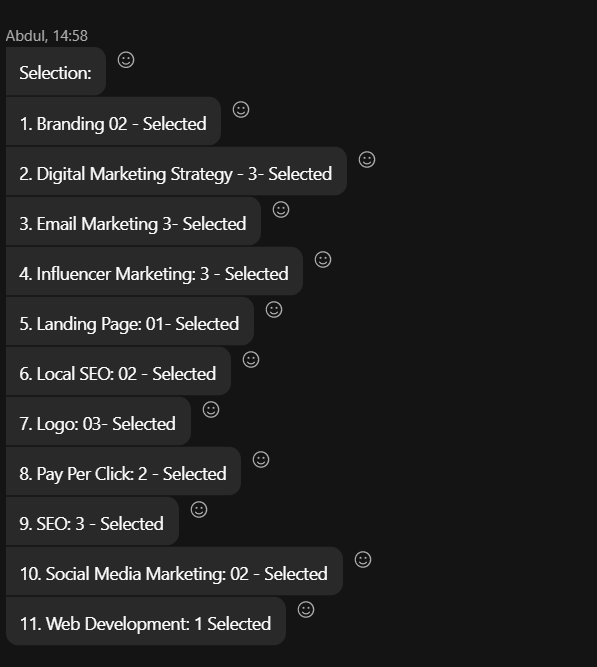 Abdul, 14:58
Selection:
1. Branding 02 - Selected
2. Digital Marketing Strategy - 3- Selected
3. Email Marketing 3- Selected
4. Influencer Marketing: 3 - Selected
5. Landing Page: 01- Selected
6. Local SEO: 02 - Selected
7. Logo: 03- Selected
8. Pay Per Click: 2 - Selected
9. SEO: 3 - Selected
10. Social Media Marketing: 02 - Selected
11. Web Development: 1 Selected